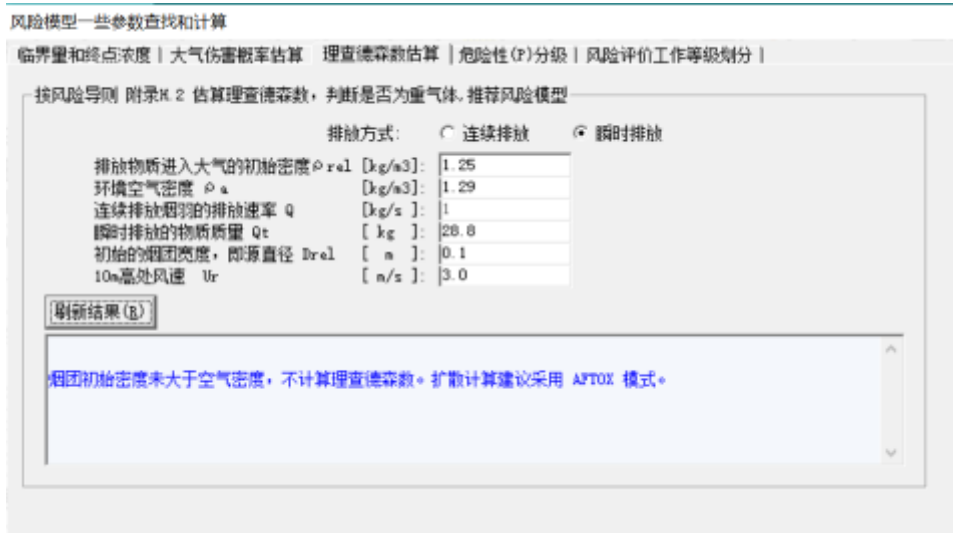 风险模型一些参数查找和计算
临界量和终点浓度 | 大气伤害概率估算 理查德森数估算 | 危险性(P)分级 | 风险评价工作等级划分 |
按风险导则 附录H.2 估算理查德森数，判断是否为重气体.推荐风险模型
排放方式: 连续排放 瞬时排放
排放物质进入大气的初始密度ρrel [kg/m3]: 1.25
环境空气密度 ρa [kg/m3]: 1.29
连续排放烟羽的排放速率 Q [kg/s ]: 1
瞬时排放的物质质量 Qt [ kg ]: 28.8
初始的烟团宽度，即源直径 Drel [ m ]: 0.1
10m高处风速 Ur [ m/s ]: 3.0
刷新结果(R)
烟团初始密度未大于空气密度，不计算理查德森数。扩散计算建议采用 AFTOX 模式。